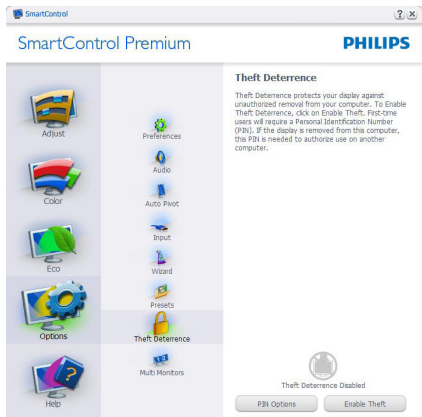 SmartControl
SmartControl Premium
PHILIPS
Adjust
Color
Eco
Options
Help
Preferences
Audio
Auto Pivot
Input
Wizard
Presets
Theft Deterrence
Multi Monitors
Theft Deterrence
Theft Deterrence protects your display against
unauthorized removal from your computer. To Enable
Theft Deterrence, click on Enable Theft. First-time
users will require a Personal Identification Number
(PIN). If the display is removed from this computer,
this PIN is needed to authorize use on another
computer.
Theft Deterrence Disabled
PIN Options
Enable Theft